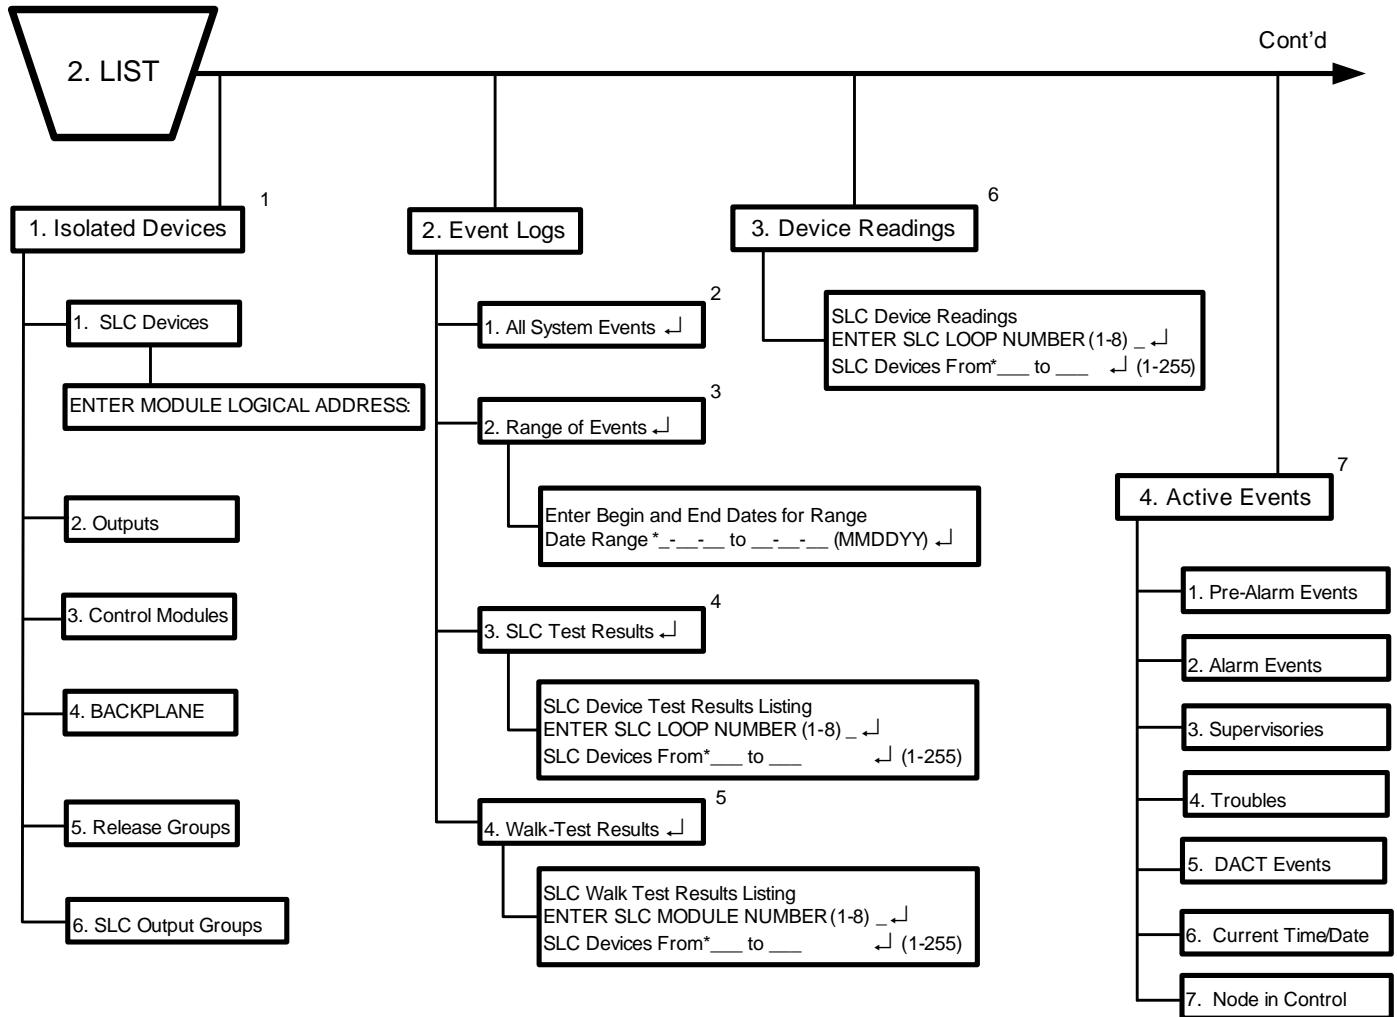 Cont'd
2. LIST
1
1. Isolated Devices
1. SLC Devices
ENTER MODULE LOGICAL ADDRESS:
2. Outputs
3. Control Modules
4. BACKPLANE
5. Release Groups
6. SLC Output Groups
2. Event Logs
2
1. All System Events ↵
3
2. Range of Events ↵
Enter Begin and End Dates for Range
Date Range *_-__-__ to __-__-__ (MMDDYY) ↵
4
3. SLC Test Results ↵
SLC Device Test Results Listing
ENTER SLC LOOP NUMBER (1-8) _ ↵
SLC Devices From*___ to ___ ↵ (1-255)
5
4. Walk-Test Results ↵
SLC Walk Test Results Listing
ENTER SLC MODULE NUMBER (1-8) _ ↵
SLC Devices From*___ to ___ ↵ (1-255)
6
3. Device Readings
SLC Device Readings
ENTER SLC LOOP NUMBER (1-8) _ ↵
SLC Devices From*___ to ___ ↵ (1-255)
7
4. Active Events
1. Pre-Alarm Events
2. Alarm Events
3. Supervisories
4. Troubles
5. DACT Events
6. Current Time/Date
7. Node in Control